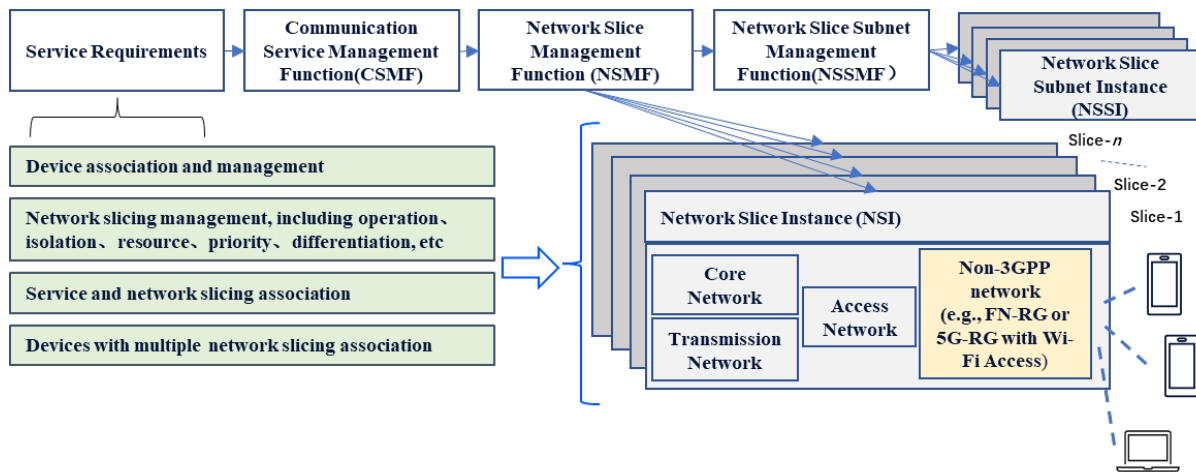 Service Requirements
Communication
Service Management
Function(CSMF)
Network Slice
Management
Function (NSMF)
Network Slice Subnet
Management
Function(NSSMF）
Network Slice
Subnet Instance
(NSSI)
Slice-n
Slice-2
Slice-1
Device association and management
Network slicing management, including operation、
isolation、resource、priority、differentiation, etc
Service and network slicing association
Devices with multiple network slicing association
Network Slice Instance (NSI)
Core
Network
Transmission
Network
Access
Network
Non-3GPP
network
(e.g., FN-RG or
5G-RG with Wi-
Fi Access）